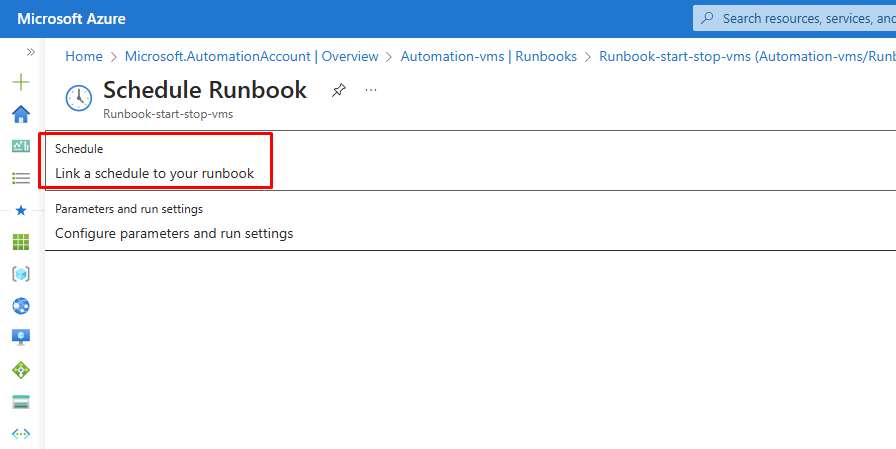 Microsoft Azure
Search resources, services, and
Home > Microsoft.AutomationAccount | Overview > Automation-vms | Runbooks > Runbook-start-stop-vms (Automation-vms/Runb
Schedule Runbook
Runbook-start-stop-vms
Schedule
Link a schedule to your runbook
Parameters and run settings
Configure parameters and run settings